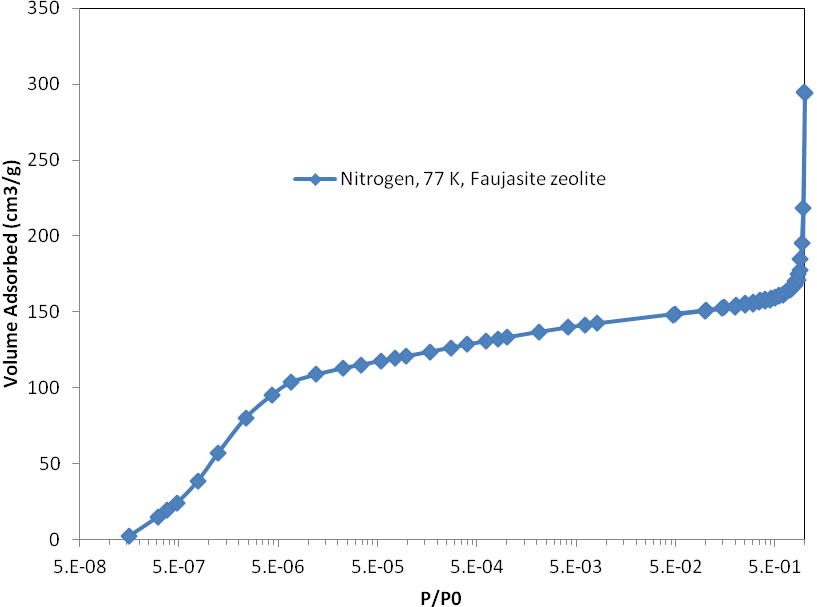 350
300
250
200
150
100
50
0
Volume Adsorbed (cm3/g)
Nitrogen, 77 K, Faujasite zeolite
5.E-08 5.E-07 5.E-06 5.E-05 5.E-04 5.E-03 5.E-02 5.E-01
P/P0